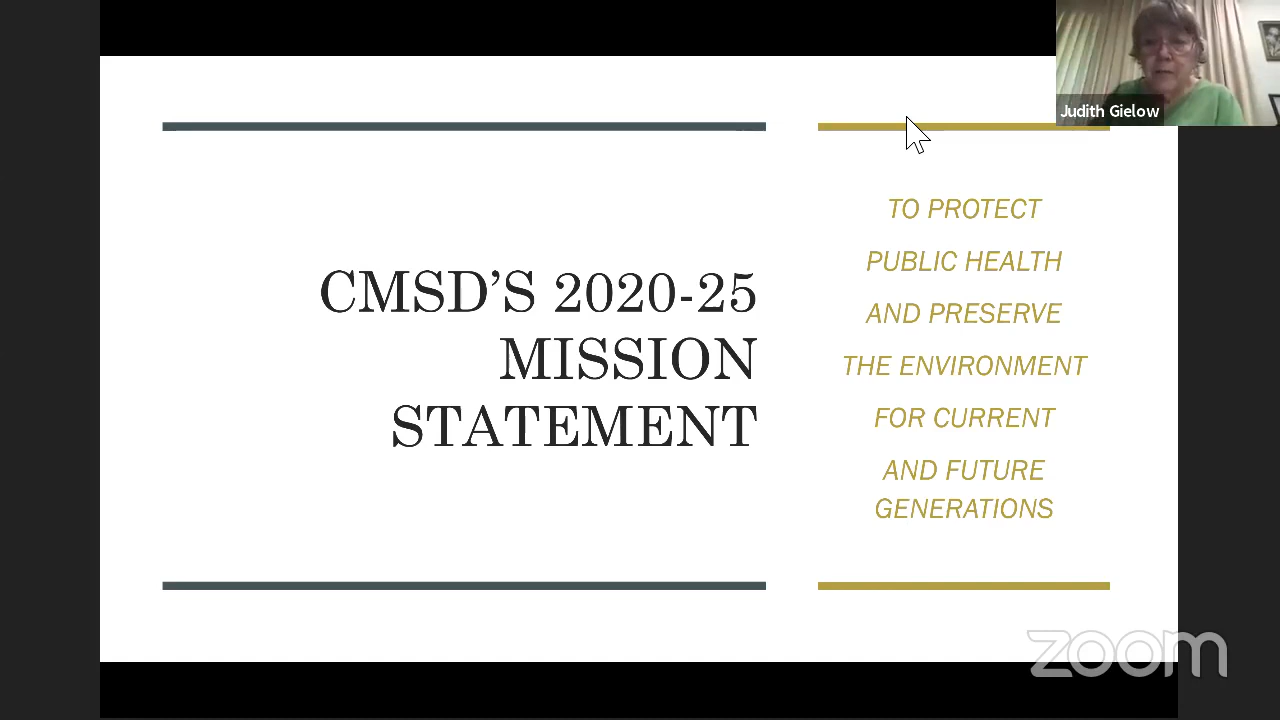 Judith Gielow
CMSD’S 2020-25
MISSION
STATEMENT
TO PROTECT
PUBLIC HEALTH
AND PRESERVE
THE ENVIRONMENT
FOR CURRENT
AND FUTURE
GENERATIONS
zoom